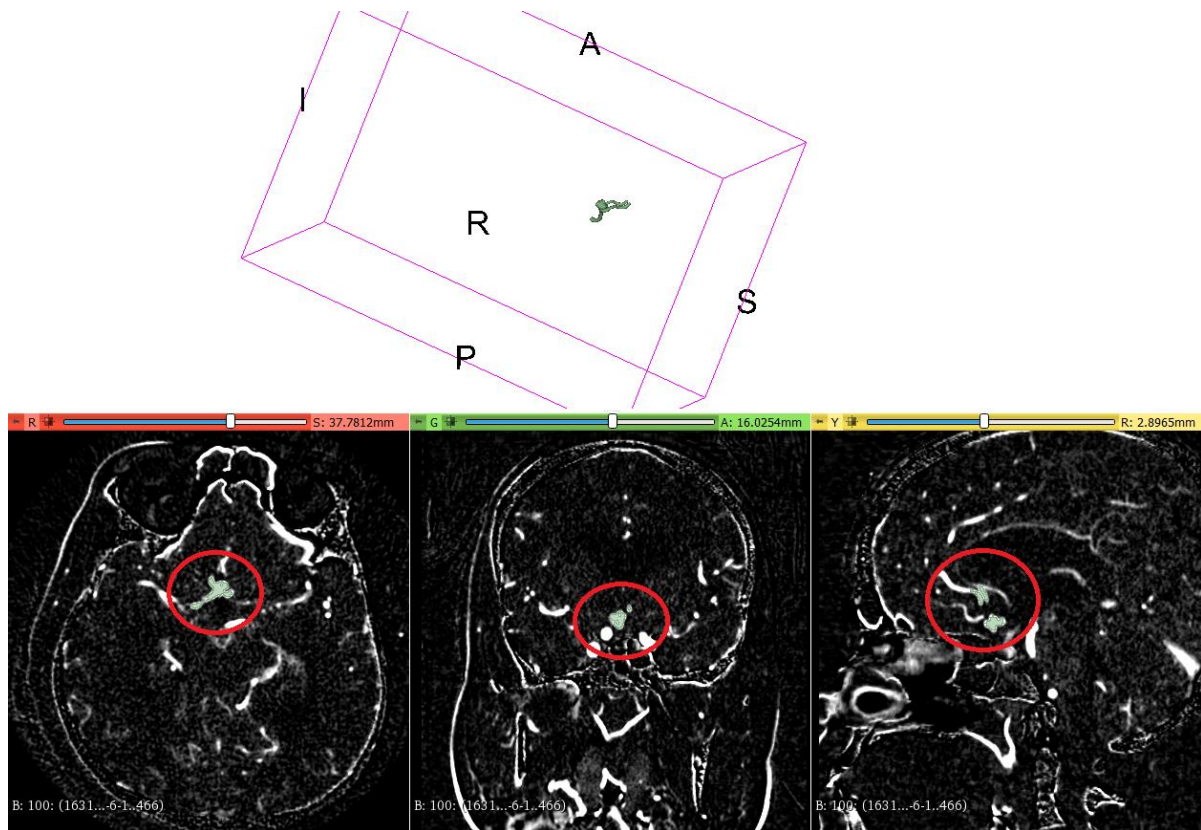 A
I
R
S
P
R S: 37.7812mm G A: 16.0254mm Y R: 2.8965mm
B: 100: (1631...-6-1..466) B: 100: (1631...-6-1..466) B: 100: (1631...-6-1..466)